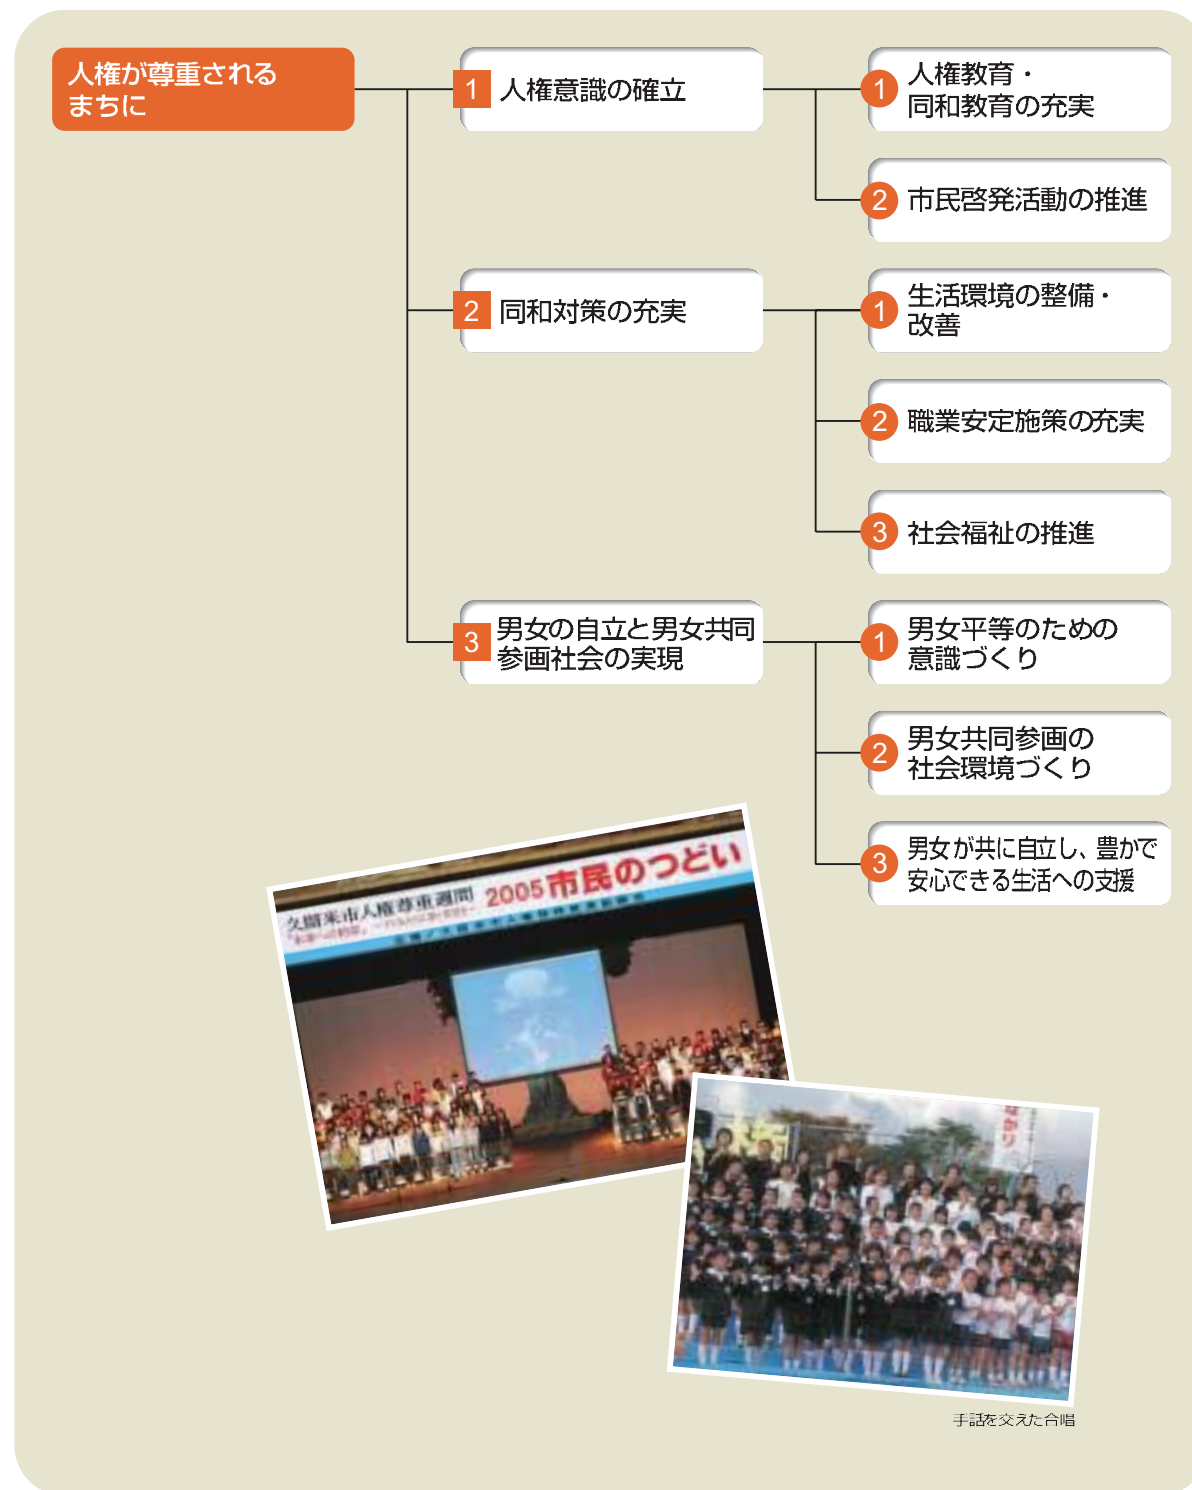 人権が尊重される
まちに
1 人権意識の確立
1 人権教育・
同和教育の充実
2 市民啓発活動の推進
2 同和対策の充実
1 生活環境の整備・
改善
2 職業安定施策の充実
3 社会福祉の推進
3 男女の自立と男女共同
参画社会の実現
1 男女平等のための
意識づくり
2 男女共同参画の
社会環境づくり
3 男女が共に自立し、豊かで
安心できる生活への支援
久留米市人権尊重週間 2005市民のつどい
手話を交えた合唱